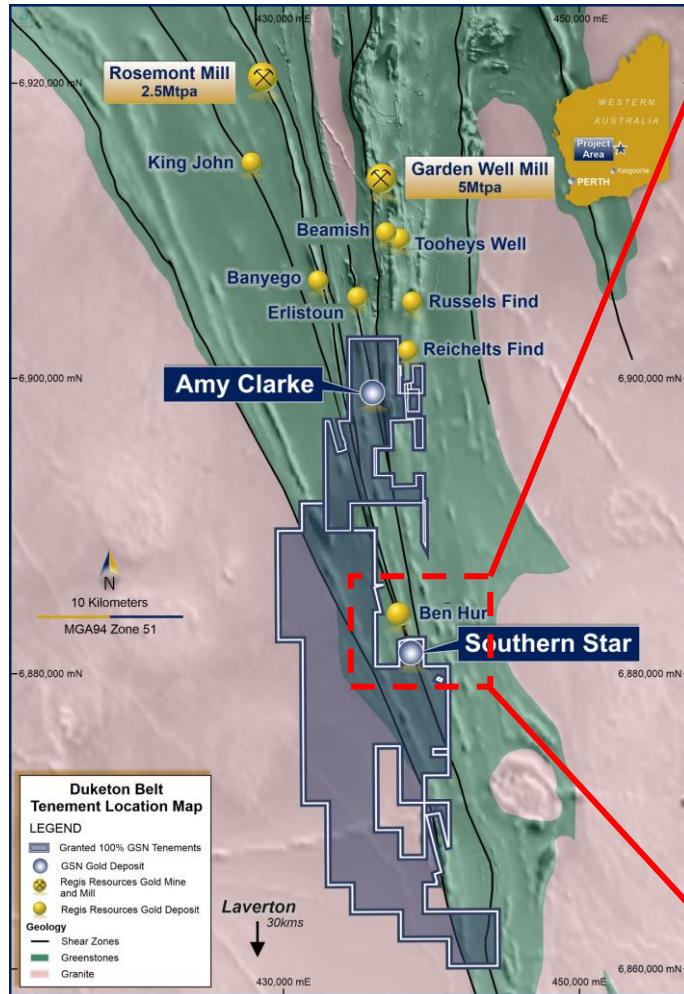 430,000 mE
450,000 mE
6,920,000 mN
Rosemont Mill
2.5Mtpa
WESTERN
AUSTRALIA
Project
Area
Kalgoorlie
PERTH
King John
Garden Well Mill
5Mtpa
Beamish
Tooheys Well
Banyego
Erlistoun
Russels Find
Reichelts Find
6,900,000 mN
6,900,000 mN
Amy Clarke
N
10 Kilometers
MGA94 Zone 51
Ben Hur
Southern Star
6,880,000 mN
6,880,000 mN
Duketon Belt
Tenement Location Map
LEGEND
Granted 100% GSN Tenements
GSN Gold Deposit
Regis Resources Gold Mine
and Mill
Regis Resources Gold Deposit
Geology
Shear Zones
Greenstones
Granite
Laverton
30kms
6,860,000 mN
430,000 mE
450,000 mE